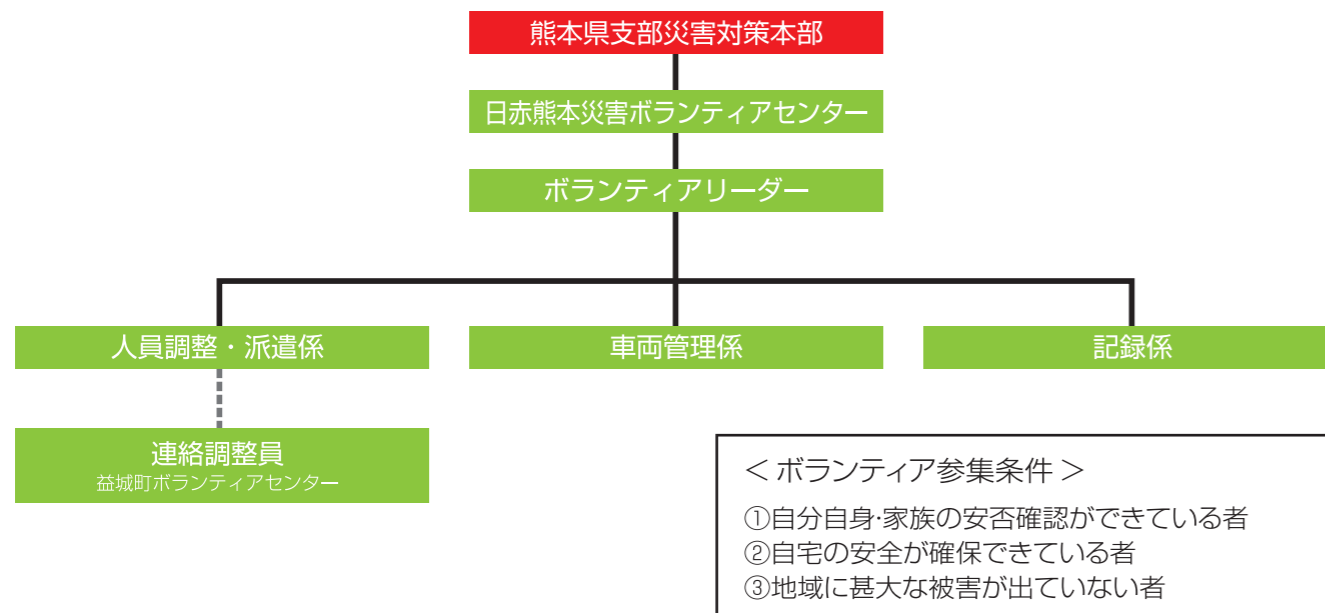 熊本県支部災害対策本部
日赤熊本災害ボランティアセンター
ボランティアリーダー
人員調整・派遣係
車両管理係
記録係
連絡調整員
益城町ボランティアセンター
＜ボランティア参集条件＞
①自分自身・家族の安否確認ができている者
②自宅の安全が確保できている者
③地域に甚大な被害が出ていない者